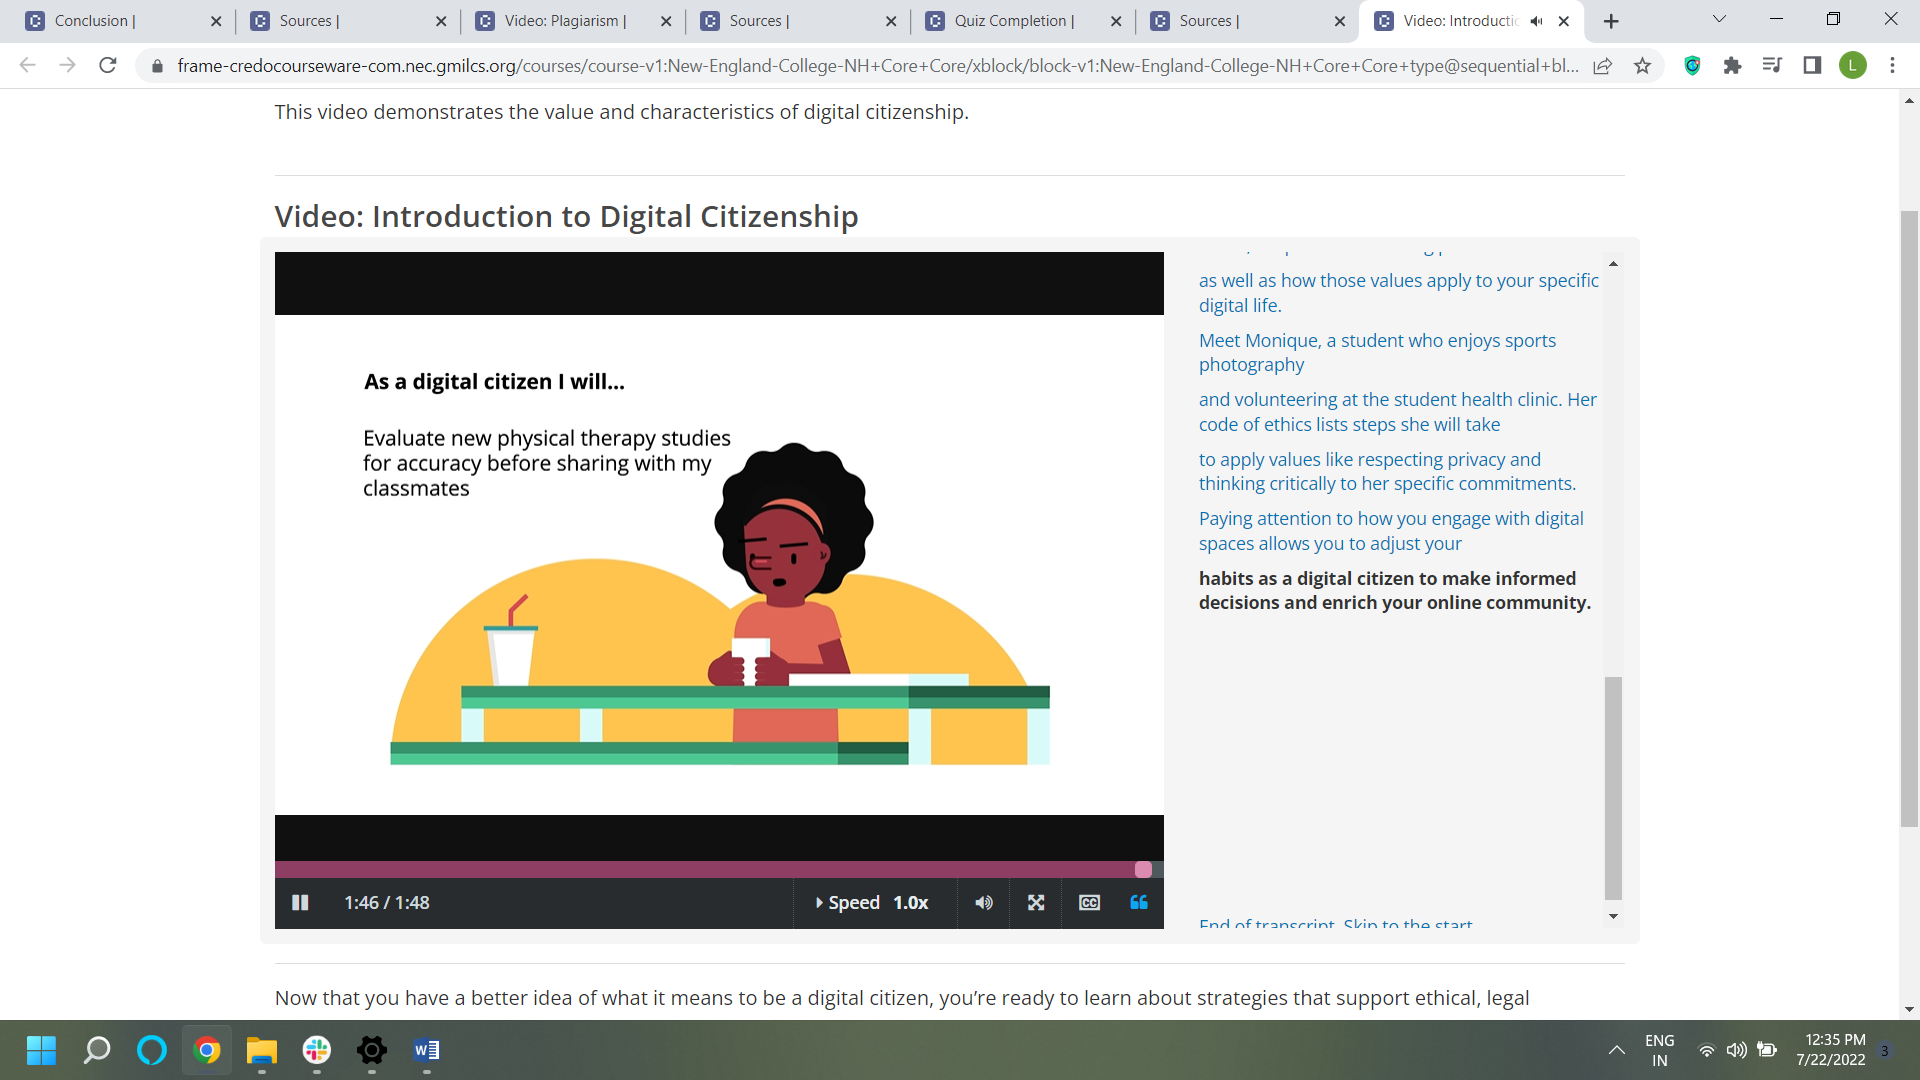 Conclusion |
Sources |
Video: Plagiarism |
Sources |
Quiz Completion |
Sources |
Video: Introductio
frame-credocourseware-com.nec.gmilcs.org/courses/course-v1:New-England-College-NH+Core+Core/xblock/block-v1:New-England-College-NH+Core+Core+type@sequential+bl...
L
This video demonstrates the value and characteristics of digital citizenship.
Video: Introduction to Digital Citizenship
As a digital citizen I will...
Evaluate new physical therapy studies
for accuracy before sharing with my
classmates
1:46 / 1:48
Speed 1.0x
CC
as well as how those values apply to your specific
digital life.
Meet Monique, a student who enjoys sports
photography
and volunteering at the student health clinic. Her
code of ethics lists steps she will take
to apply values like respecting privacy and
thinking critically to her specific commitments.
Paying attention to how you engage with digital
spaces allows you to adjust your
habits as a digital citizen to make informed
decisions and enrich your online community.
End of transcript. Skip to the start.
Now that you have a better idea of what it means to be a digital citizen, you’re ready to learn about strategies that support ethical, legal
W
ENG
IN
12:35 PM
7/22/2022
3